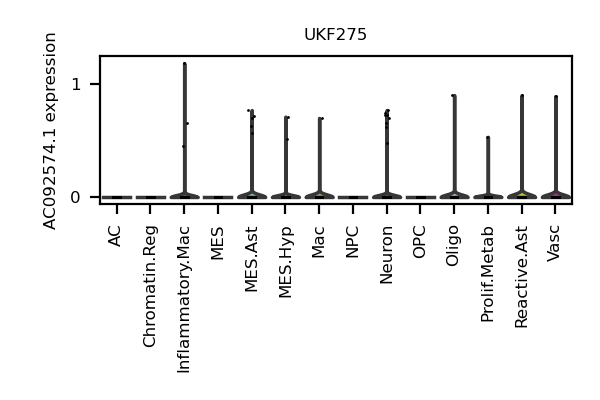 UKF275
AC092574.1 expression
1
0
AC
Chromatin.Reg
Inflammatory.Mac
MES
MES.Ast
MES.Hyp
Mac
NPC
Neuron
OPC
Oligo
Prolif.Metab
Reactive.Ast
Vasc